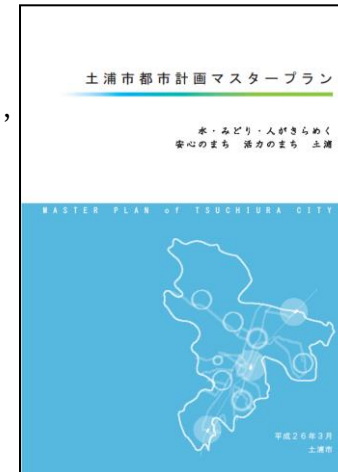 ，
土浦市都市計画マスタープラン
水・みどり・人がきらめく
安心のまち　活力のまち　土浦
MASTER PLAN of TSUCHIURA CITY
平成26年3月
土浦市